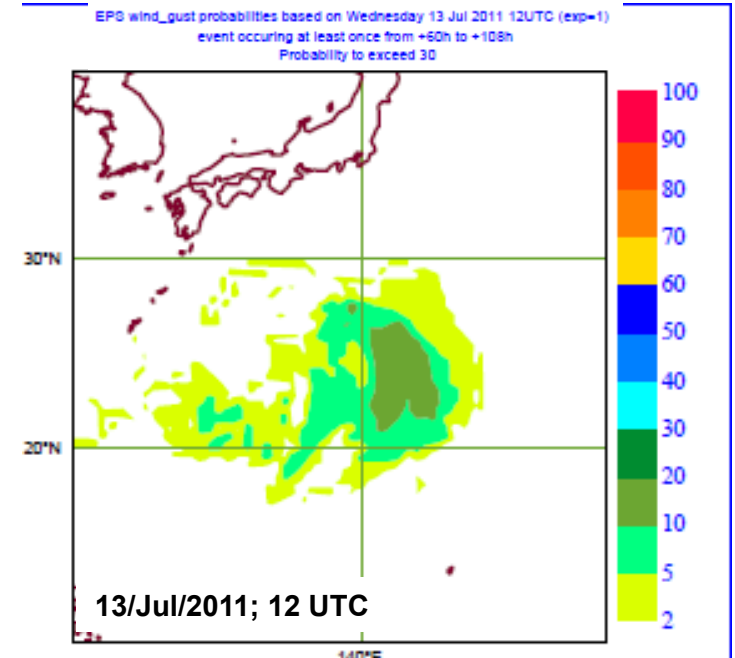 EPS wind_gust probabilities based on Wednesday 13 Jul 2011 12UTC (exp=1)
event occuring at least once from +60h to +108h
Probability to exceed 30
100
90
80
70
60
50
40
30
20
10
5
2
30°N
20°N
13/Jul/2011; 12 UTC
140°E